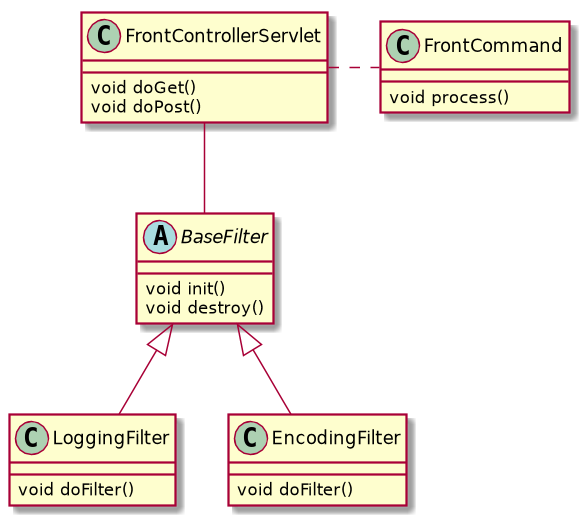 C FrontControllerServlet
void doGet()
void doPost()
C FrontCommand
void process()
A BaseFilter
void init()
void destroy()
C LoggingFilter
void doFilter()
C EncodingFilter
void doFilter()